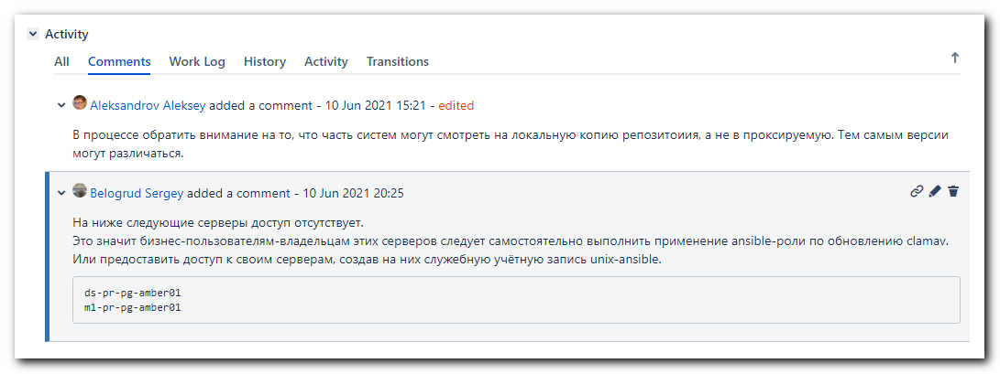 Activity
All Comments Work Log History Activity Transitions
Aleksandrov Aleksey added a comment - 10 Jun 2021 15:21 - edited
В процессе обратить внимание на то, что часть систем могут смотреть на локальную копию репозитоиия, а не в проксируемую. Тем самым версии
могут различаться.
Belogrud Sergey added a comment - 10 Jun 2021 20:25
На ниже следующие серверы доступ отсутствует.
Это значит бизнес-пользователям-владельцам этих серверов следует самостоятельно выполнить применение ansible-роли по обновлению clamav.
Или предоставить доступ к своим серверам, создав на них служебную учётную запись unix-ansible.
ds-pr-pg-amber01
m1-pr-pg-amber01